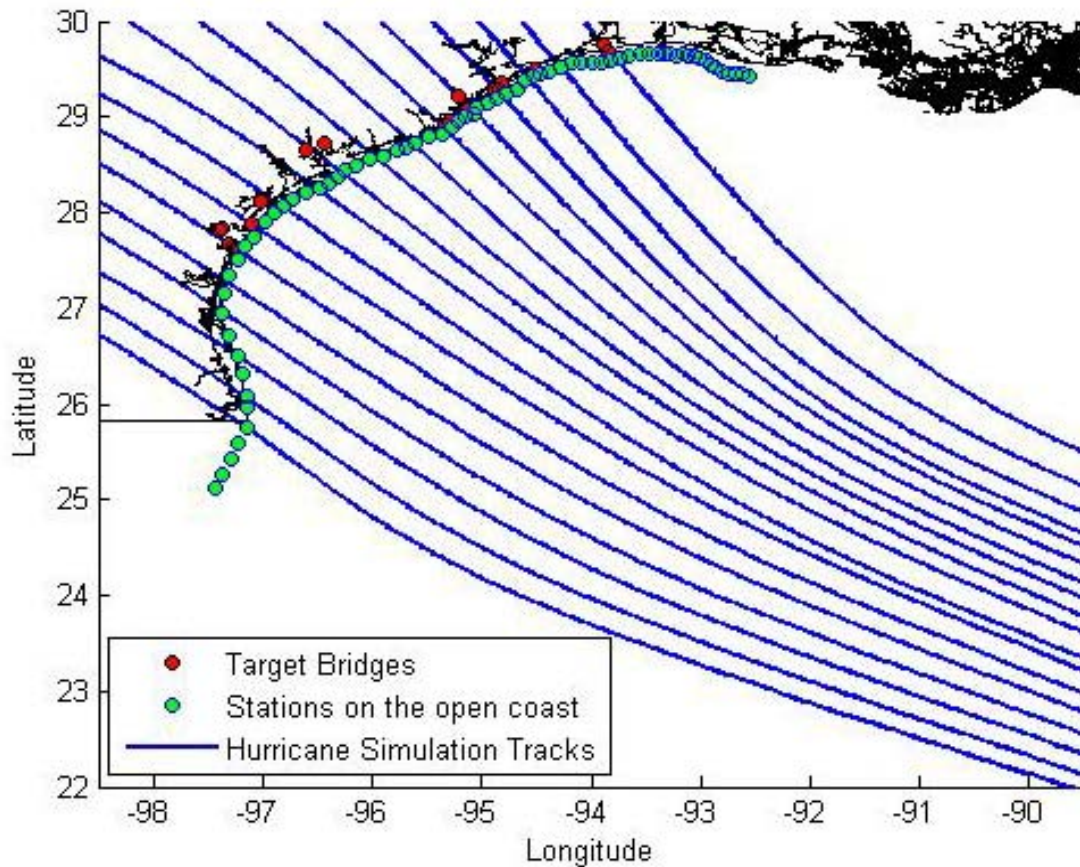 30
29
28
27
26
25
24
23
22
Latitude
Target Bridges
Stations on the open coast
Hurricane Simulation Tracks
-98 -97 -96 -95 -94 -93 -92 -91 -90
Longitude